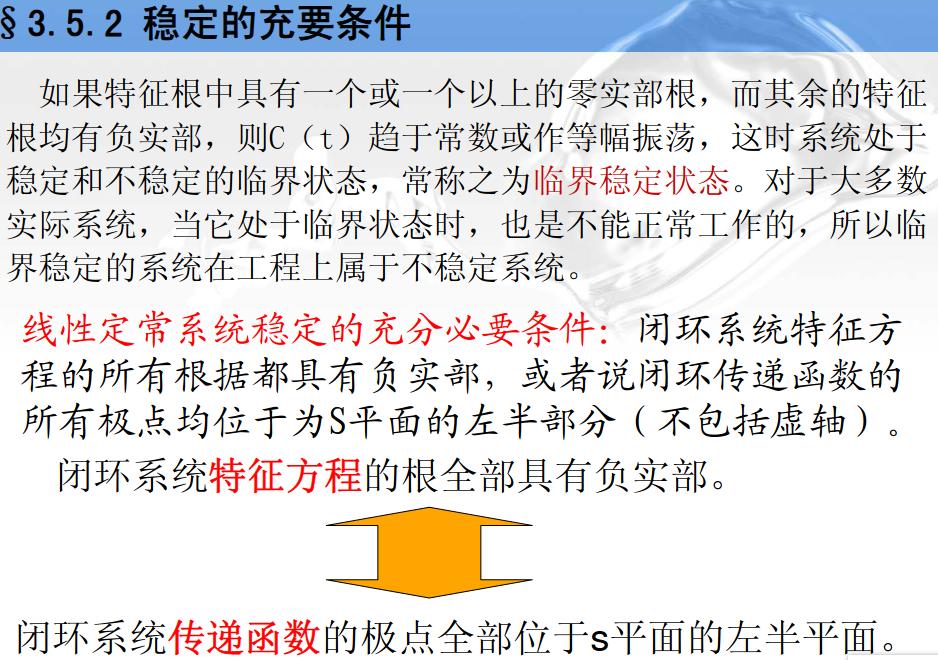 §3.5.2 稳定的充要条件
如果特征根中具有一个或一个以上的零实部根，而其余的特征
根均有负实部，则C（t）趋于常数或作等幅振荡，这时系统处于
稳定和不稳定的临界状态，常称之为临界稳定状态。对于大多数
实际系统，当它处于临界状态时，也是不能正常工作的，所以临
界稳定的系统在工程上属于不稳定系统。
线性定常系统稳定的充分必要条件：闭环系统特征方
程的所有根据都具有负实部，或者说闭环传递函数的
所有极点均位于为S平面的左半部分（不包括虚轴）。
闭环系统特征方程的根全部具有负实部。
闭环系统传递函数的极点全部位于s平面的左半平面。